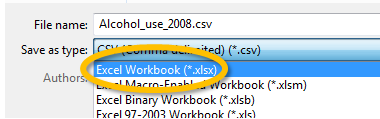 File name: Alcohol_use_2008.csv
Save as type: CSV (Comma delimited) (*.csv)
Authors:
Excel Workbook (*.xlsx)
Excel Macro-Enabled Workbook (*.xlsm)
Excel Binary Workbook (*.xlsb)
Excel 97-2003 Workbook (*.xls)